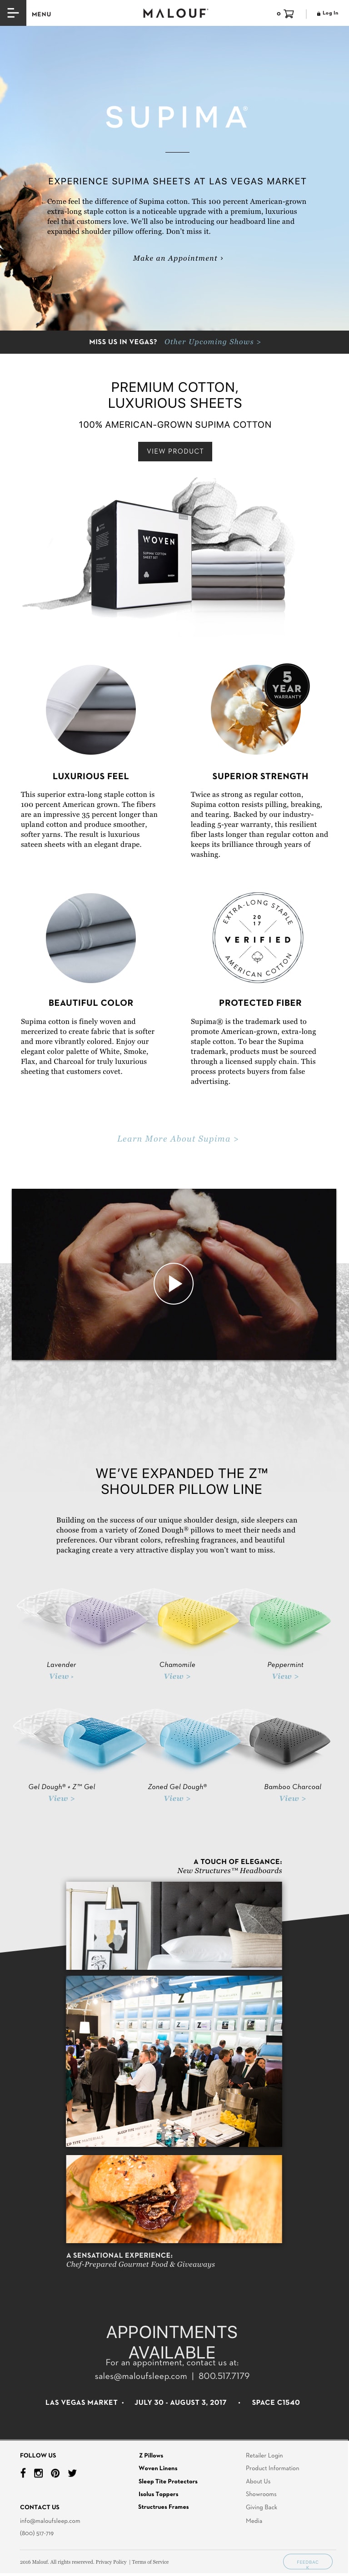 MENU
MALOUF
0
Log In
SUPIMA®
EXPERIENCE SUPIMA SHEETS AT LAS VEGAS MARKET
Come feel the difference of Supima cotton. This 100 percent American-grown
extra-long staple cotton is a noticeable upgrade with a premium, luxurious
feel that customers love. We'll also be introducing our headboard line and
expanded shoulder pillow offering. Don't miss it.
Make an Appointment >
MISS US IN VEGAS? Other Upcoming Shows >
PREMIUM COTTON,
LUXURIOUS SHEETS
100% AMERICAN-GROWN SUPIMA COTTON
VIEW PRODUCT
WOVEN
SUPIMA COTTON
SHEET SET
5
YEAR
WARRANTY
LUXURIOUS FEEL
This superior extra-long staple cotton is
100 percent American grown. The fibers
are an impressive 35 percent longer than
upland cotton and produce smoother,
softer yarns. The result is luxurious
sateen sheets with an elegant drape.
SUPERIOR STRENGTH
Twice as strong as regular cotton,
Supima cotton resists pilling, breaking,
and tearing. Backed by our industry-
leading 5-year warranty, this resilient
fiber lasts longer than regular cotton and
keeps its brilliance through years of
washing.
EXTRA-LONG STAPLE
20
17
VERIFIED
AMERICAN COTTON
BEAUTIFUL COLOR
Supima cotton is finely woven and
mercerized to create fabric that is softer
and more vibrantly colored. Enjoy our
elegant color palette of White, Smoke,
Flax, and Charcoal for truly luxurious
sheeting that customers covet.
PROTECTED FIBER
Supima® is the trademark used to
promote American-grown, extra-long
staple cotton. To bear the Supima
trademark, products must be sourced
through a licensed supply chain. This
process protects buyers from false
advertising.
Learn More About Supima >
WE'VE EXPANDED THE Z™
SHOULDER PILLOW LINE
Building on the success of our unique shoulder design, side sleepers can
choose from a variety of Zoned Dough® pillows to meet their needs and
preferences. Our vibrant colors, refreshing fragrances, and beautiful
packaging create a very attractive display you won't want to miss.
Lavender
Chamomile
Peppermint
View >
View >
View >
Gel Dough® + Z™ Gel
Zoned Gel Dough®
Bamboo Charcoal
View >
View >
View >
A TOUCH OF ELEGANCE:
New Structures™ Headboards
Z
Z
Z
A SENSATIONAL EXPERIENCE:
Chef-Prepared Gourmet Food & Giveaways
APPOINTMENTS
AVAILABLE
For an appointment, contact us at:
sales@maloufsleep.com | 800.517.7179
LAS VEGAS MARKET • JULY 30 - AUGUST 3, 2017 • SPACE C1540
FOLLOW US
CONTACT US
info@maloufsleep.com
(800) 517-719
Z Pillows
Woven Linens
Sleep Tite Protectors
Isolus Toppers
Structrues Frames
Retailer Login
Product Information
About Us
Showrooms
Giving Back
Media
2016 Malouf. All rights reservered. Privacy Policy | Terms of Service
FEEDBAC
K